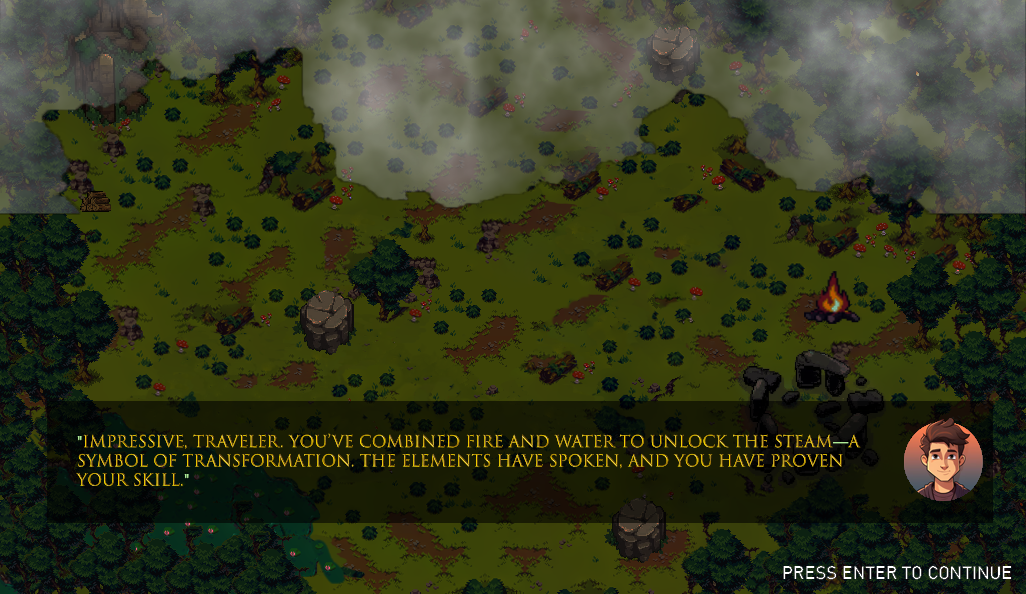 "IMPRESSIVE, TRAVELER. YOU'VE COMBINED FIRE AND WATER TO UNLOCK THE STEAM—A
SYMBOL OF TRANSFORMATION. THE ELEMENTS HAVE SPOKEN, AND YOU HAVE PROVEN
YOUR SKILL."
PRESS ENTER TO CONTINUE